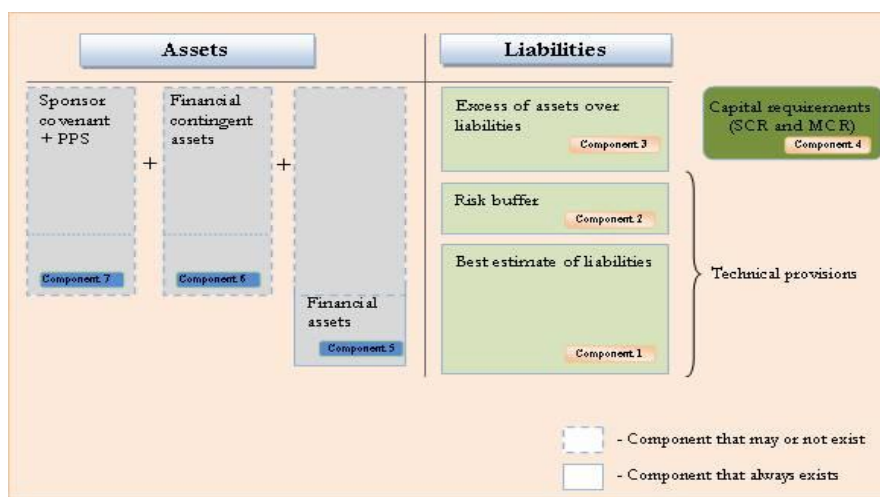 Assets
Liabilities
Sponsor
covenant
+ PPS
Component 7
+
Financial
contingent
assets
Component 6
+
Financial
assets
Component 5
Excess of assets over
liabilities
Component 3
Risk buffer
Component 2
Best estimate of liabilities
Component 1
Capital requirements
(SCR and MCR)
Component 4
Technical provisions
- Component that may or not exist
- Component that always exists